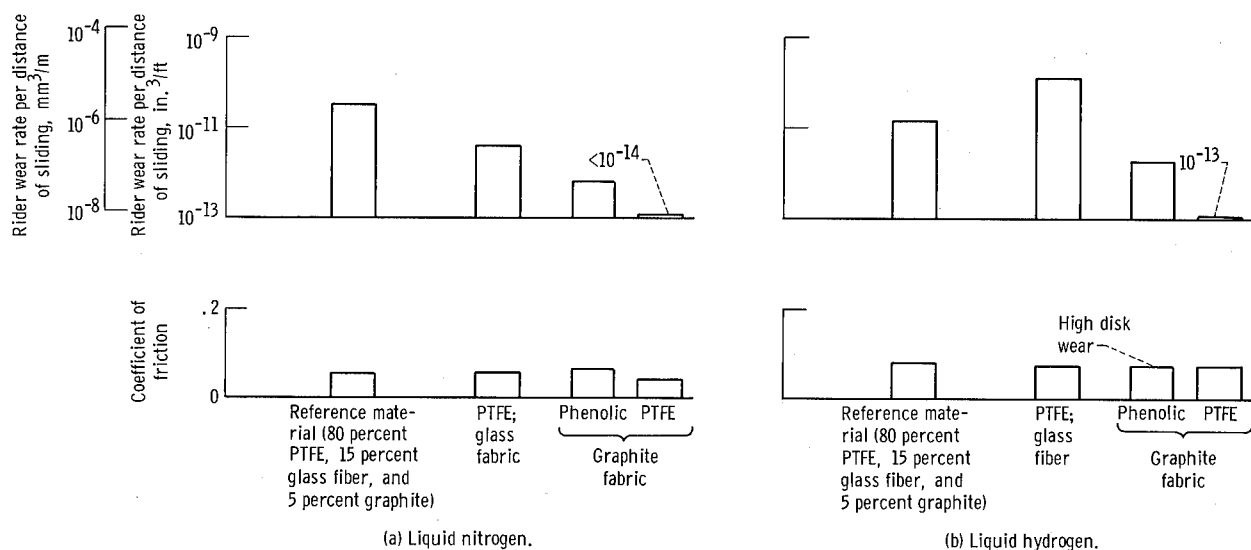 Rider wear rate per distance
of sliding, mm³/m
10⁻⁴
10⁻⁶
10⁻⁸
Rider wear rate per distance
of sliding, in.³/ft
10⁻⁹
10⁻¹¹
10⁻¹³
<10⁻¹⁴
10⁻¹³
Coefficient of
friction
.2
0
High disk
wear
Reference mate-
rial (80 percent
PTFE, 15 percent
glass fiber, and
5 percent graphite)
PTFE;
glass
fabric
Phenolic PTFE
Graphite
fabric
(a) Liquid nitrogen.
Reference mate-
rial (80 percent
PTFE, 15 percent
glass fiber, and
5 percent graphite)
PTFE;
glass
fiber
Phenolic PTFE
Graphite
fabric
(b) Liquid hydrogen.